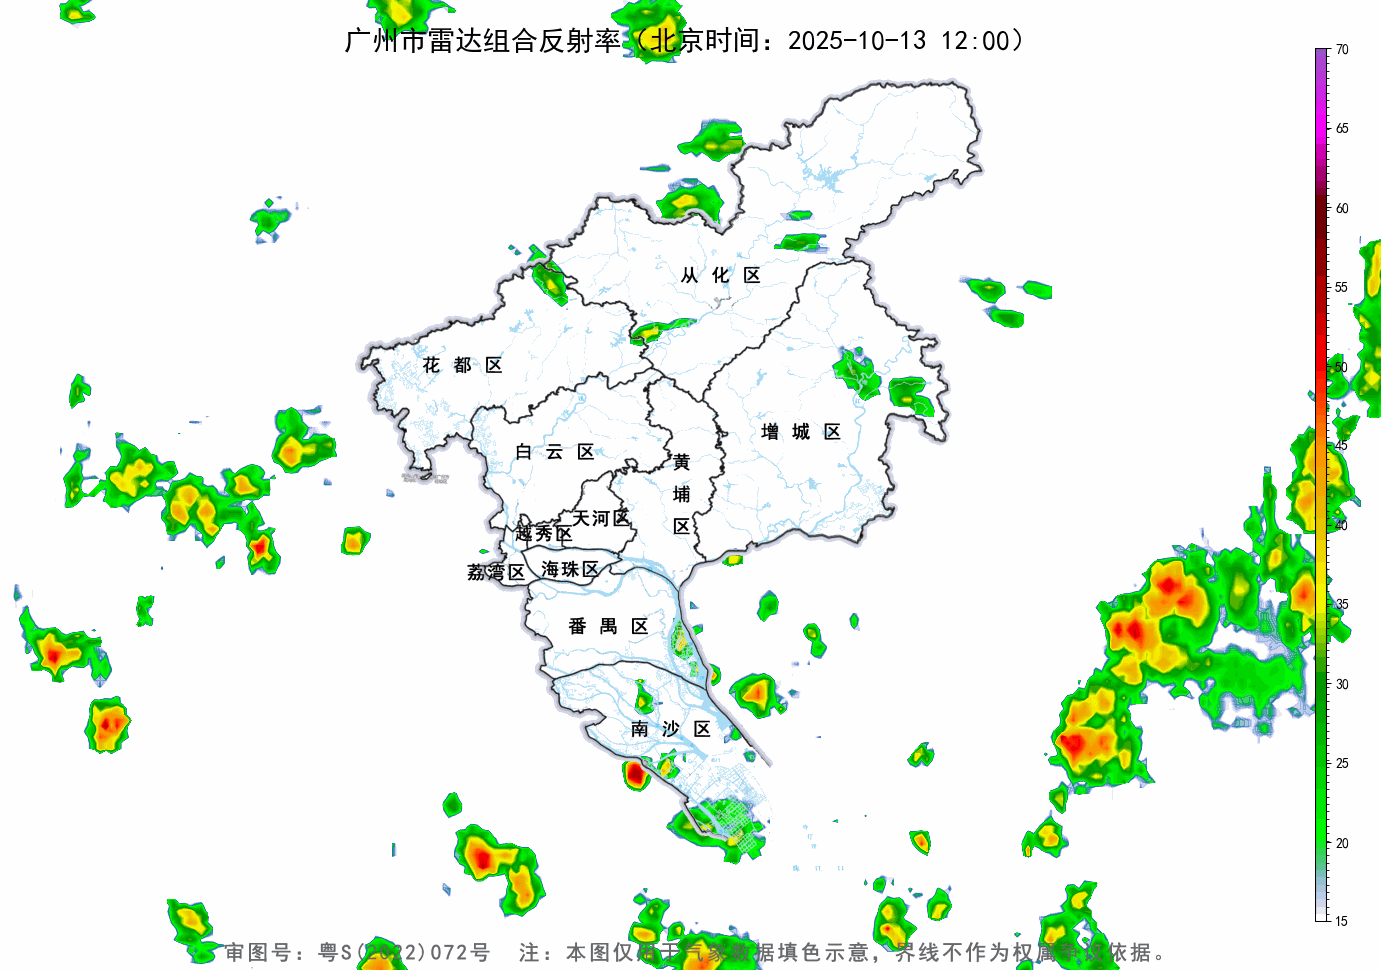 广州市雷达组合反射率（北京时间：2025-10-13 12:00）
70
65
60
55
50
45
40
35
30
25
20
15
从化区
花都区
增城区
白云区
黄埔区
天河区
越秀区
荔湾区
海珠区
番禺区
南沙区
审图号：粤S(2022)072号 注：本图仅用于气象数据填色示意，界线不作为权属争议依据。